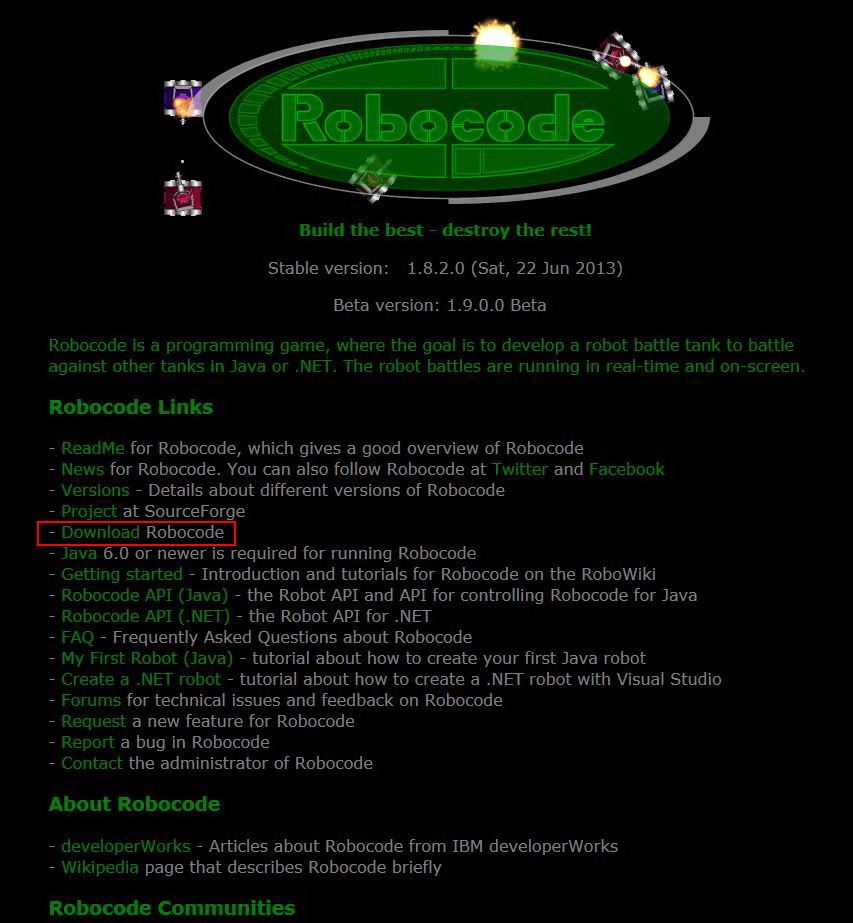 Robocode
Build the best - destroy the rest!
Stable version: 1.8.2.0 (Sat, 22 Jun 2013)
Beta version: 1.9.0.0 Beta
Robocode is a programming game, where the goal is to develop a robot battle tank to battle
against other tanks in Java or .NET. The robot battles are running in real-time and on-screen.
Robocode Links
- ReadMe for Robocode, which gives a good overview of Robocode
- News for Robocode. You can also follow Robocode at Twitter and Facebook
- Versions - Details about different versions of Robocode
- Project at SourceForge
- Download Robocode
- Java 6.0 or newer is required for running Robocode
- Getting started - Introduction and tutorials for Robocode on the RoboWiki
- Robocode API (Java) - the Robot API and API for controlling Robocode for Java
- Robocode API (.NET) - the Robot API for .NET
- FAQ - Frequently Asked Questions about Robocode
- My First Robot (Java) - tutorial about how to create your first Java robot
- Create a .NET robot - tutorial about how to create a .NET robot with Visual Studio
- Forums for technical issues and feedback on Robocode
- Request a new feature for Robocode
- Report a bug in Robocode
- Contact the administrator of Robocode
About Robocode
- developerWorks - Articles about Robocode from IBM developerWorks
- Wikipedia page that describes Robocode briefly
Robocode Communities